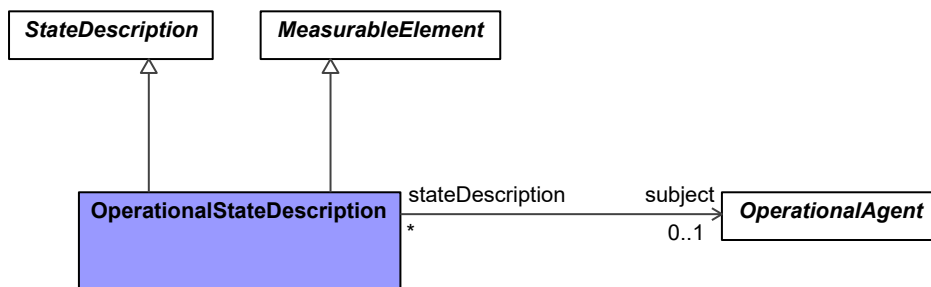 StateDescription
MeasurableElement
OperationalStateDescription
stateDescription
subject
*
0..1
OperationalAgent